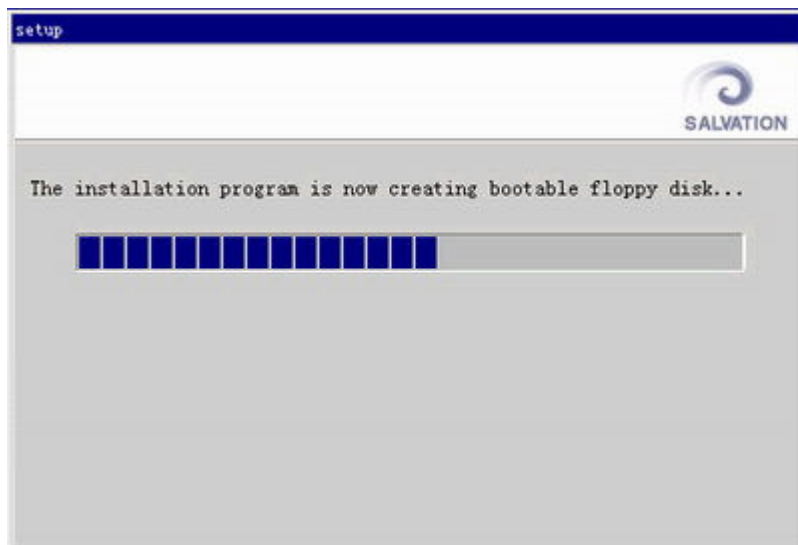 setup
SALVATION
The installation program is now creating bootable floppy disk...